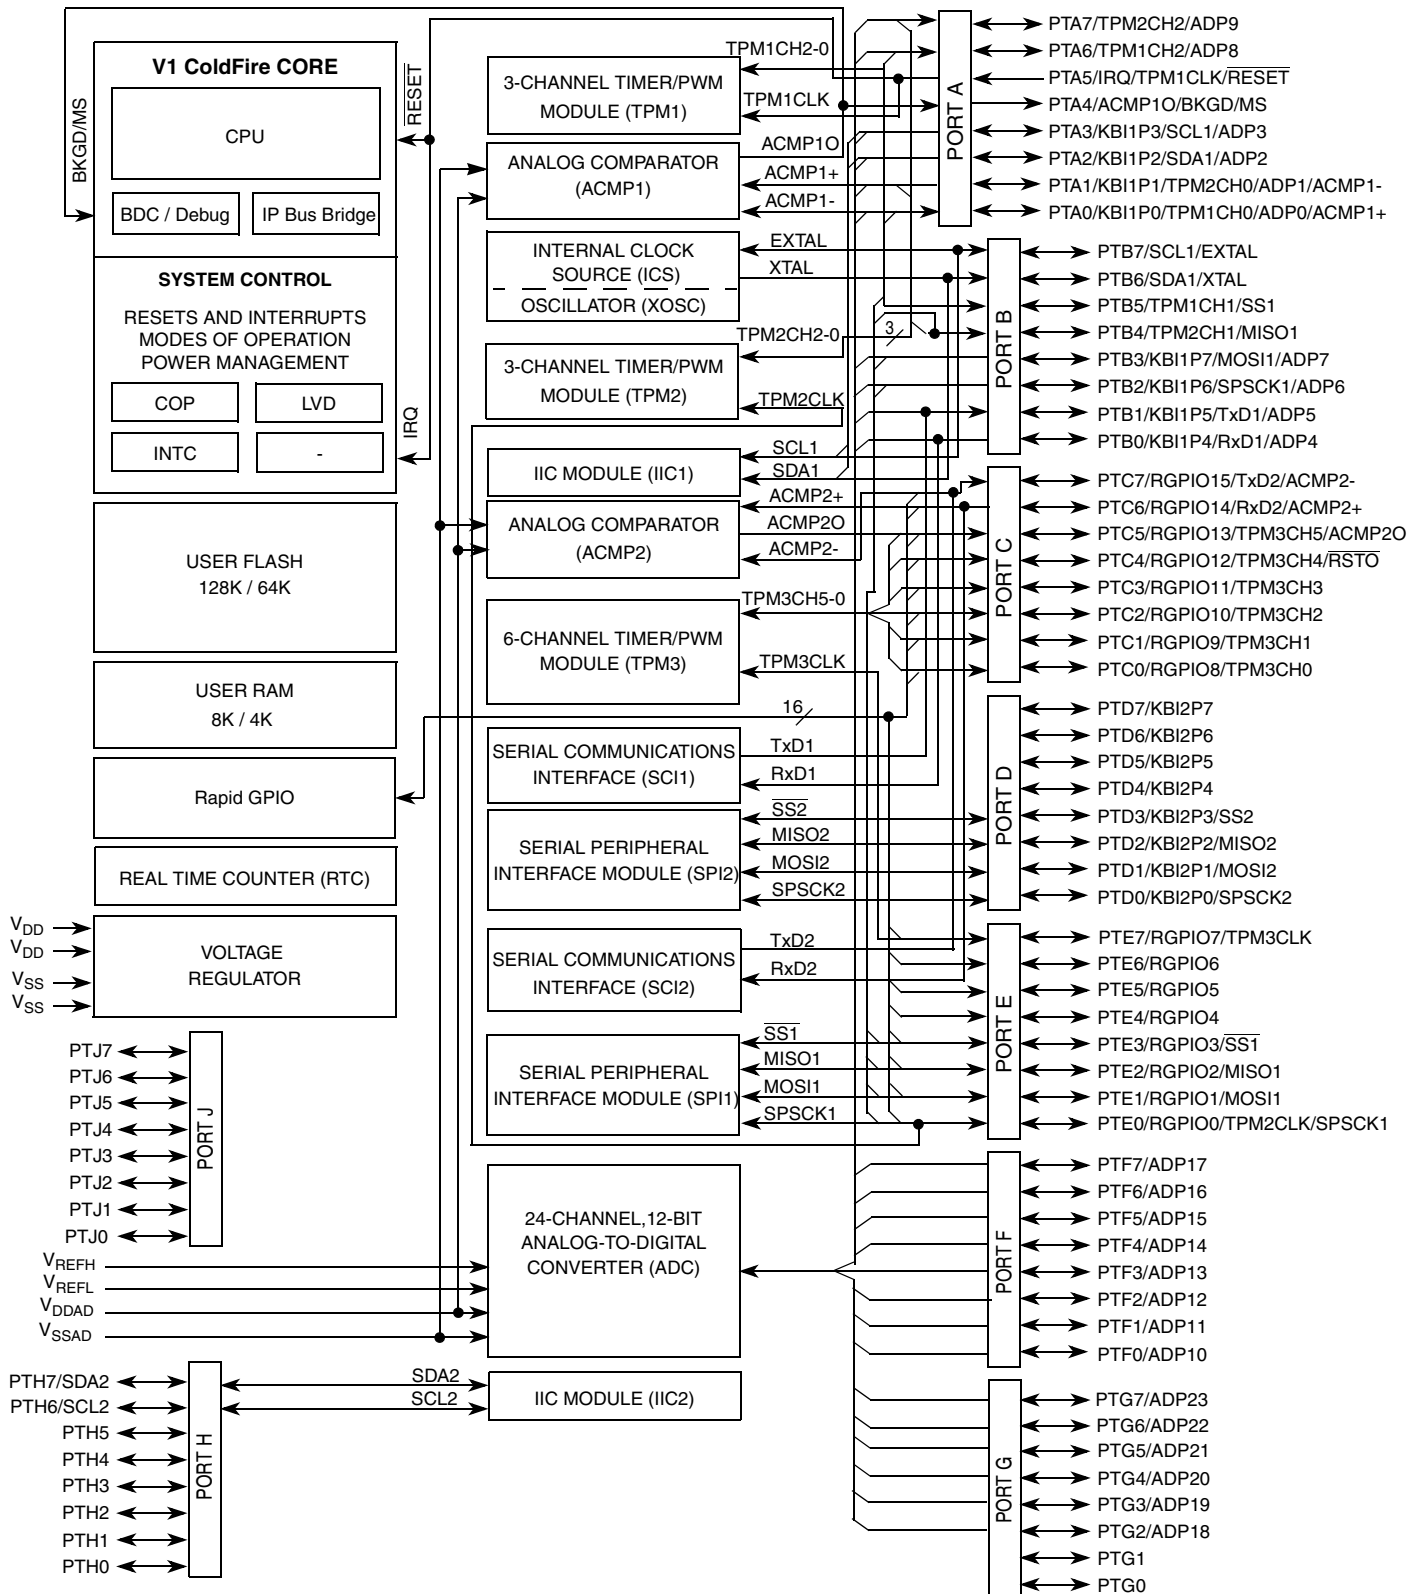 V1 ColdFire CORE
CPU
BDC / Debug
IP Bus Bridge
BKGD/MS
RESET
SYSTEM CONTROL
RESETS AND INTERRUPTS
MODES OF OPERATION
POWER MANAGEMENT
COP
LVD
INTC
-
IRQ
USER FLASH
128K / 64K
USER RAM
8K / 4K
Rapid GPIO
REAL TIME COUNTER (RTC)
VDD
VDD
VSS
VSS
VOLTAGE
REGULATOR
PTJ7
PTJ6
PTJ5
PTJ4
PTJ3
PTJ2
PTJ1
PTJ0
PORT J
VREFH
VREFL
VDDAD
VSSAD
PTH7/SDA2
PTH6/SCL2
PTH5
PTH4
PTH3
PTH2
PTH1
PTH0
PORT H
3-CHANNEL TIMER/PWM
MODULE (TPM1)
TPM1CH2-0
TPM1CLK
ANALOG COMPARATOR
(ACMP1)
ACMP1O
ACMP1+
ACMP1-
INTERNAL CLOCK
SOURCE (ICS)
OSCILLATOR (XOSC)
EXTAL
XTAL
3-CHANNEL TIMER/PWM
MODULE (TPM2)
TPM2CH2-0
3
TPM2CLK
IIC MODULE (IIC1)
SCL1
SDA1
ANALOG COMPARATOR
(ACMP2)
ACMP2+
ACMP2O
ACMP2-
6-CHANNEL TIMER/PWM
MODULE (TPM3)
TPM3CH5-0
TPM3CLK
16
SERIAL COMMUNICATIONS
INTERFACE (SCI1)
TxD1
RxD1
SERIAL PERIPHERAL
INTERFACE MODULE (SPI2)
SS2
MISO2
MOSI2
SPSCK2
SERIAL COMMUNICATIONS
INTERFACE (SCI2)
TxD2
RxD2
SERIAL PERIPHERAL
INTERFACE MODULE (SPI1)
SS1
MISO1
MOSI1
SPSCK1
24-CHANNEL,12-BIT
ANALOG-TO-DIGITAL
CONVERTER (ADC)
IIC MODULE (IIC2)
SDA2
SCL2
PORT A
PTA7/TPM2CH2/ADP9
PTA6/TPM1CH2/ADP8
PTA5/IRQ/TPM1CLK/RESET
PTA4/ACMP1O/BKGD/MS
PTA3/KBI1P3/SCL1/ADP3
PTA2/KBI1P2/SDA1/ADP2
PTA1/KBI1P1/TPM2CH0/ADP1/ACMP1-
PTA0/KBI1P0/TPM1CH0/ADP0/ACMP1+
PORT B
PTB7/SCL1/EXTAL
PTB6/SDA1/XTAL
PTB5/TPM1CH1/SS1
PTB4/TPM2CH1/MISO1
PTB3/KBI1P7/MOSI1/ADP7
PTB2/KBI1P6/SPSCK1/ADP6
PTB1/KBI1P5/TxD1/ADP5
PTB0/KBI1P4/RxD1/ADP4
PORT C
PTC7/RGPIO15/TxD2/ACMP2-
PTC6/RGPIO14/RxD2/ACMP2+
PTC5/RGPIO13/TPM3CH5/ACMP2O
PTC4/RGPIO12/TPM3CH4/RSTO
PTC3/RGPIO11/TPM3CH3
PTC2/RGPIO10/TPM3CH2
PTC1/RGPIO9/TPM3CH1
PTC0/RGPIO8/TPM3CH0
PORT D
PTD7/KBI2P7
PTD6/KBI2P6
PTD5/KBI2P5
PTD4/KBI2P4
PTD3/KBI2P3/SS2
PTD2/KBI2P2/MISO2
PTD1/KBI2P1/MOSI2
PTD0/KBI2P0/SPSCK2
PORT E
PTE7/RGPIO7/TPM3CLK
PTE6/RGPIO6
PTE5/RGPIO5
PTE4/RGPIO4
PTE3/RGPIO3/SS1
PTE2/RGPIO2/MISO1
PTE1/RGPIO1/MOSI1
PTE0/RGPIO0/TPM2CLK/SPSCK1
PORT F
PTF7/ADP17
PTF6/ADP16
PTF5/ADP15
PTF4/ADP14
PTF3/ADP13
PTF2/ADP12
PTF1/ADP11
PTF0/ADP10
PORT G
PTG7/ADP23
PTG6/ADP22
PTG5/ADP21
PTG4/ADP20
PTG3/ADP19
PTG2/ADP18
PTG1
PTG0